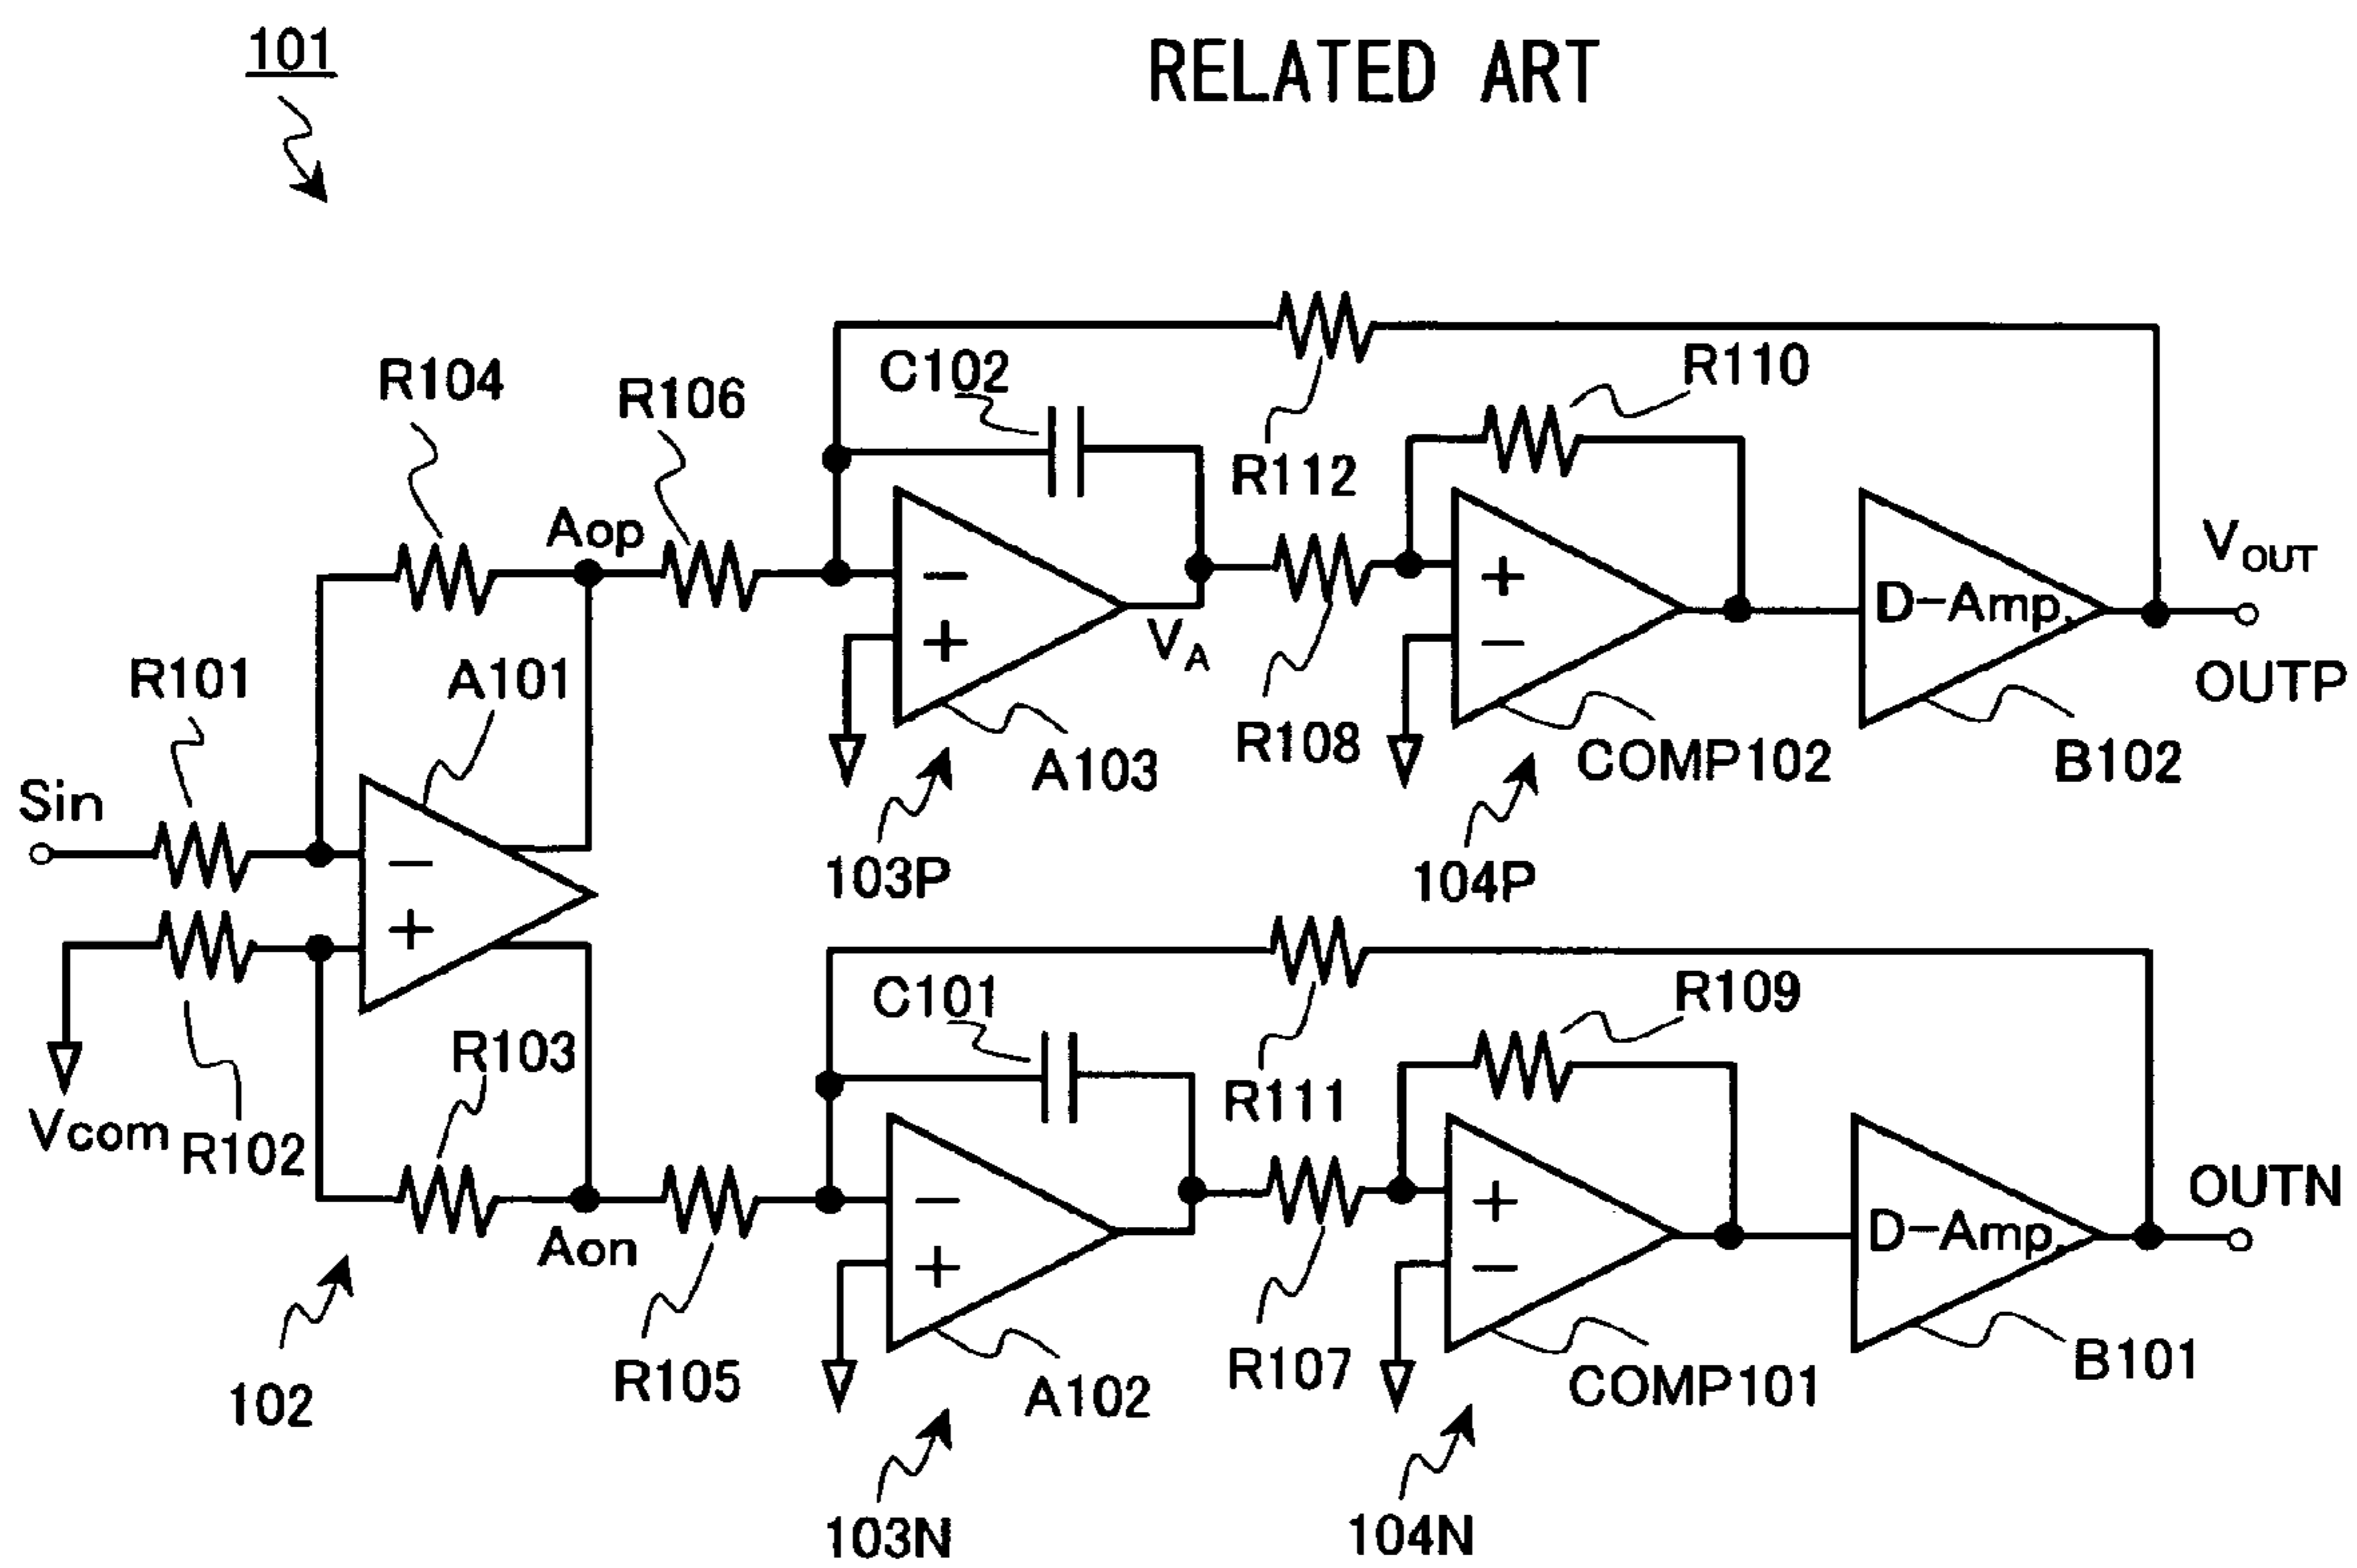 101
RELATED ART
R104
R106
C102
R112
R110
Aop
−
+
VA
+
−
D-Amp.
VOUT
OUTP
R101
A101
R108
A103
COMP102
B102
Sin
103P
104P
−
+
Vcom
R102
R103
C101
R111
R109
Aon
−
+
+
−
D-Amp.
OUTN
102
R105
A102
R107
COMP101
B101
103N
104N